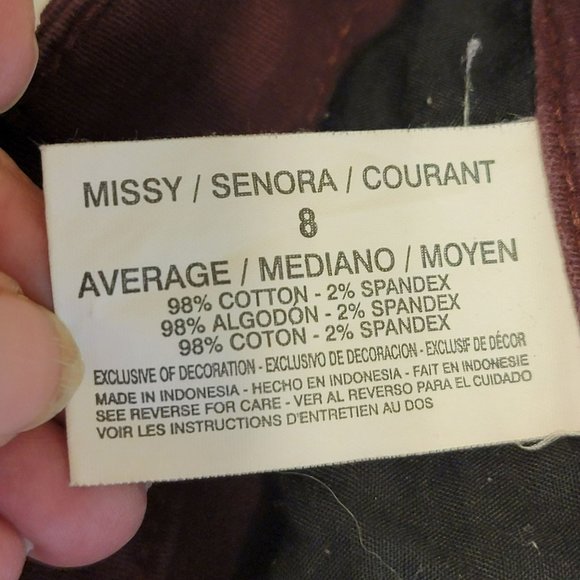 MISSY / SENORA / COURANT
8
AVERAGE / MEDIANO / MOYEN
98% COTTON - 2% SPANDEX
98% ALGODON - 2% SPANDEX
98% COTON - 2% SPANDEX
EXCLUSIVE OF DECORATION - EXCLUSIVO DE DECORACION - EXCLUSIF DE DÉCOR
MADE IN INDONESIA - HECHO EN INDONESIA - FAIT EN INDONESIE
SEE REVERSE FOR CARE - VER AL REVERSO PARA EL CUIDADO
VOIR LES INSTRUCTIONS D'ENTRETIEN AU DOS